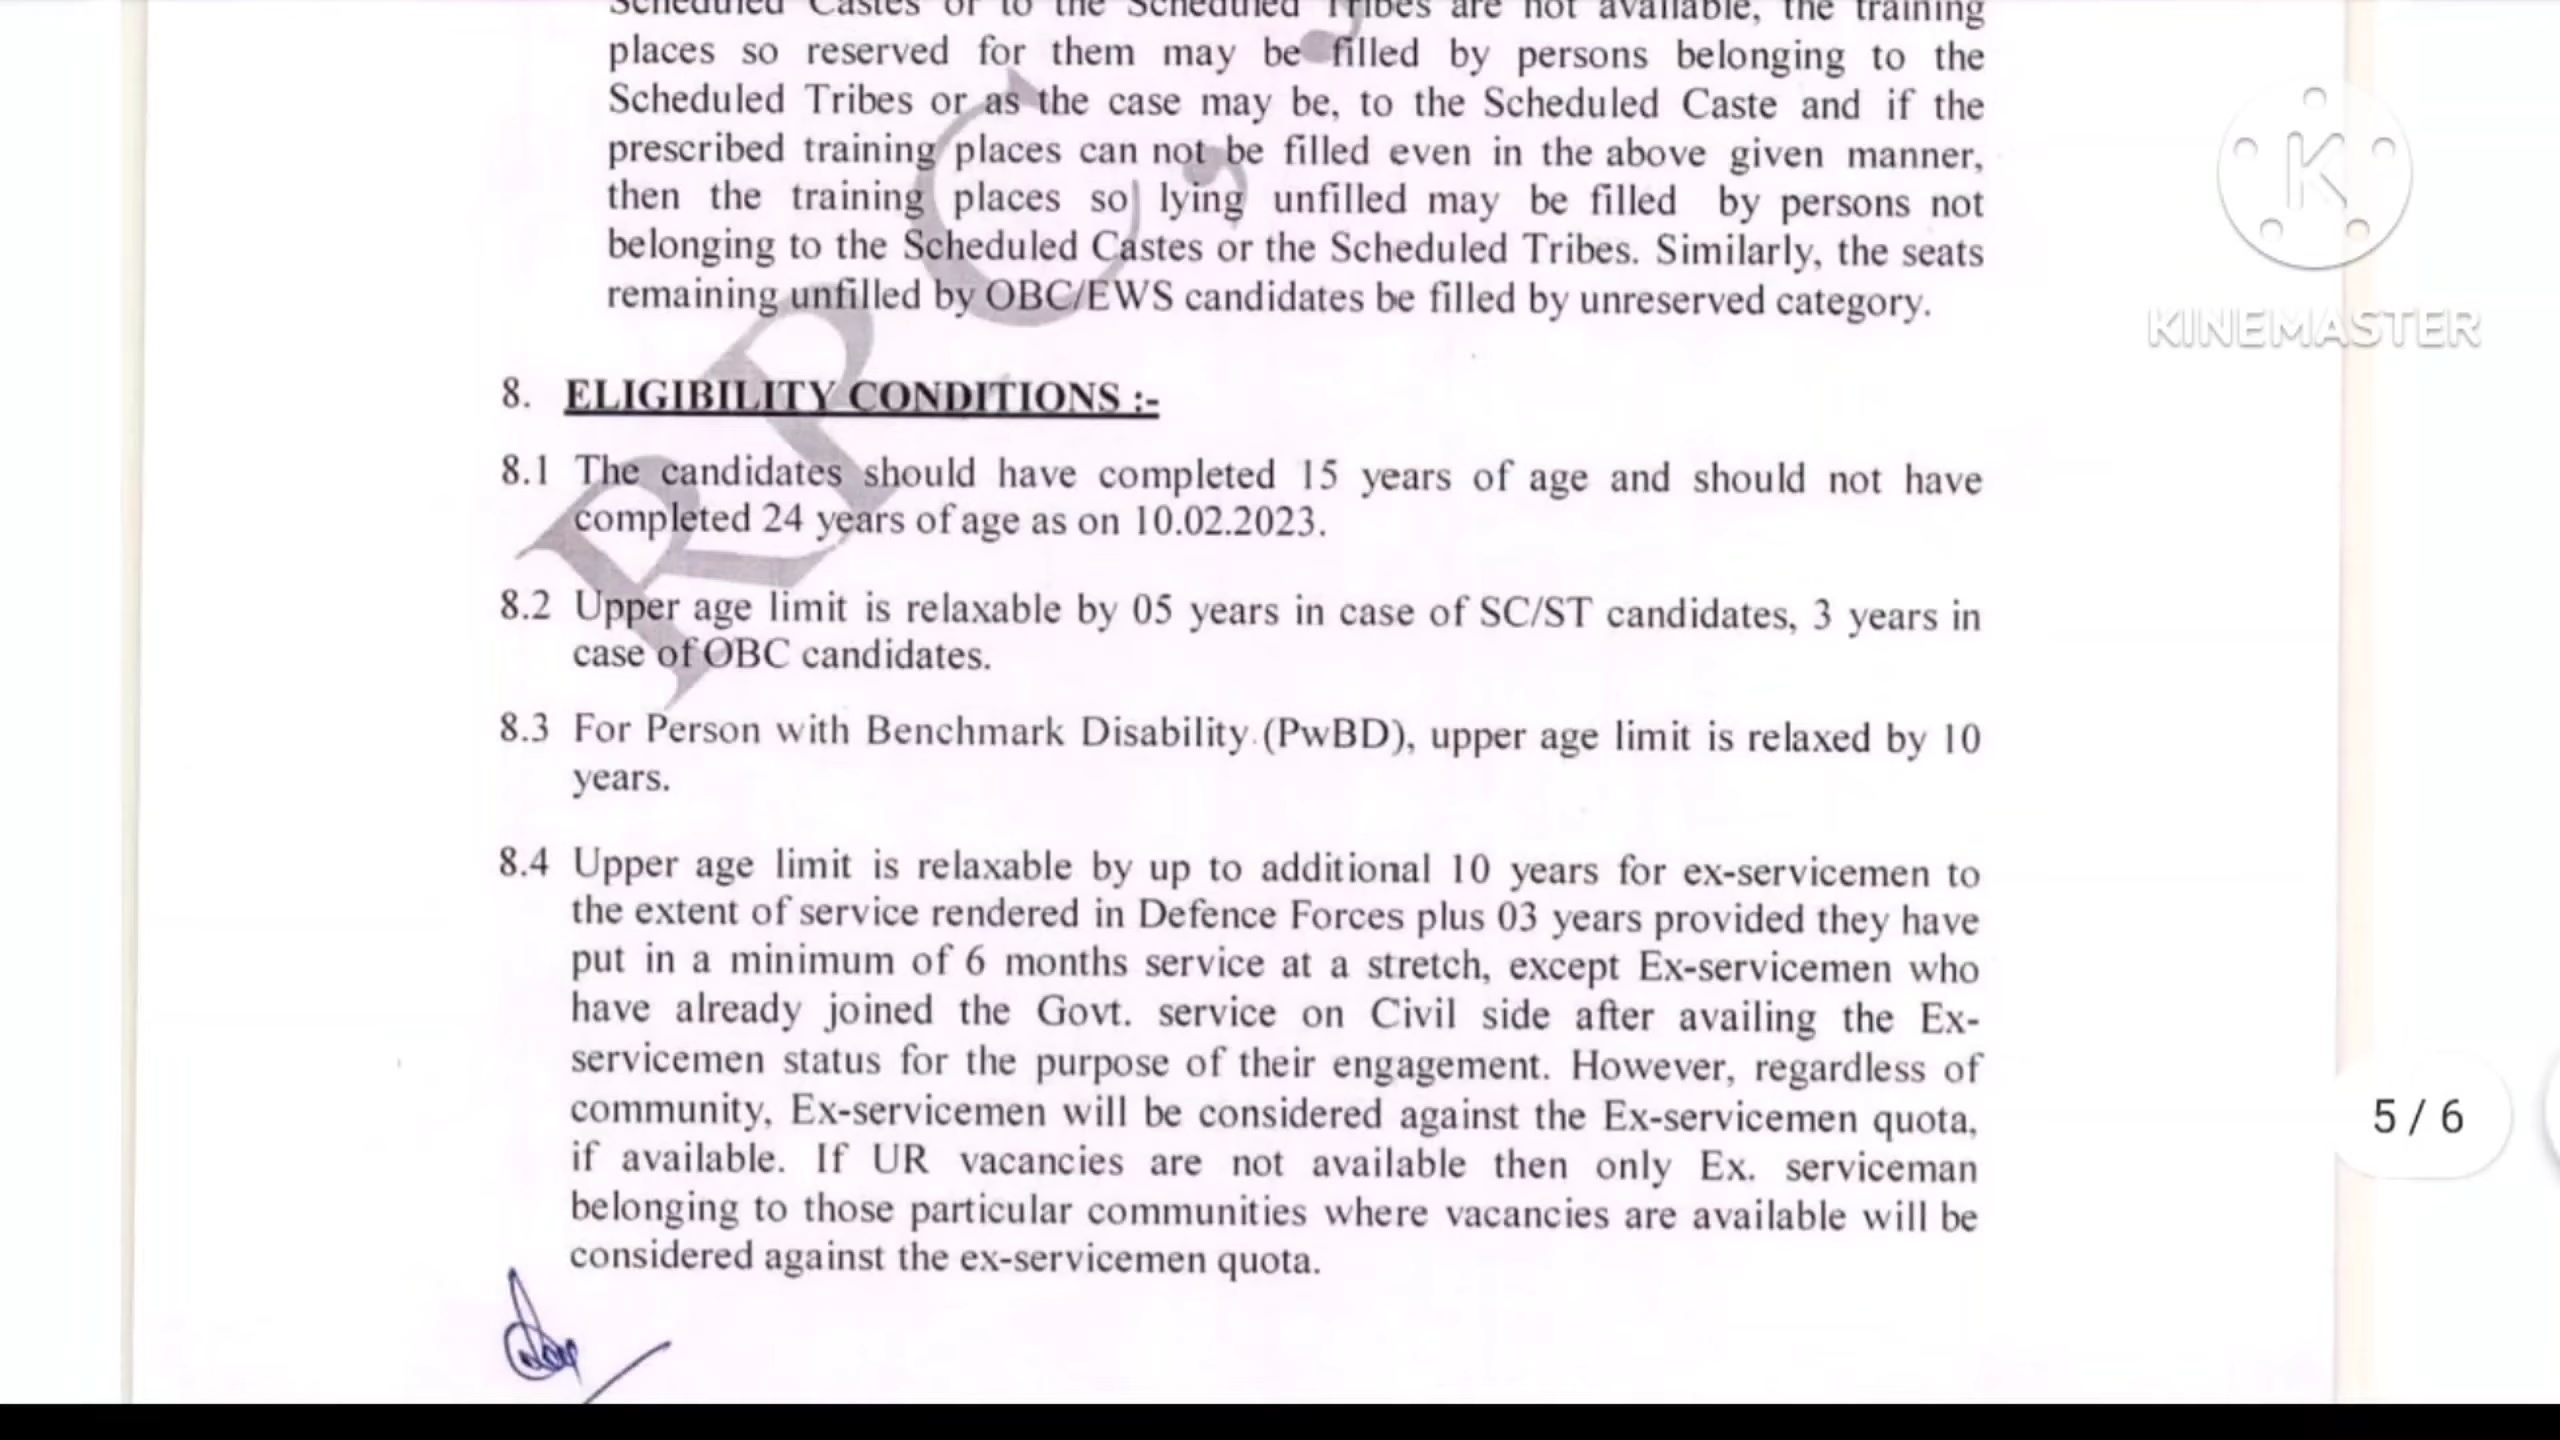 Scheduled Castes or to the Scheduled Tribes are not available, the training
places so reserved for them may be filled by persons belonging to the
Scheduled Tribes or as the case may be, to the Scheduled Caste and if the
prescribed training places can not be filled even in the above given manner,
then the training places so lying unfilled may be filled by persons not
belonging to the Scheduled Castes or the Scheduled Tribes. Similarly, the seats
remaining unfilled by OBC/EWS candidates be filled by unreserved category.
8. ELIGIBILITY CONDITIONS :-
8.1 The candidates should have completed 15 years of age and should not have
completed 24 years of age as on 10.02.2023.
8.2 Upper age limit is relaxable by 05 years in case of SC/ST candidates, 3 years in
case of OBC candidates.
8.3 For Person with Benchmark Disability (PwBD), upper age limit is relaxed by 10
years.
8.4 Upper age limit is relaxable by up to additional 10 years for ex-servicemen to
the extent of service rendered in Defence Forces plus 03 years provided they have
put in a minimum of 6 months service at a stretch, except Ex-servicemen who
have already joined the Govt. service on Civil side after availing the Ex-
servicemen status for the purpose of their engagement. However, regardless of
community, Ex-servicemen will be considered against the Ex-servicemen quota,
if available. If UR vacancies are not available then only Ex. serviceman
belonging to those particular communities where vacancies are available will be
considered against the ex-servicemen quota.
RRC,
K
KINEMASTER
5 / 6